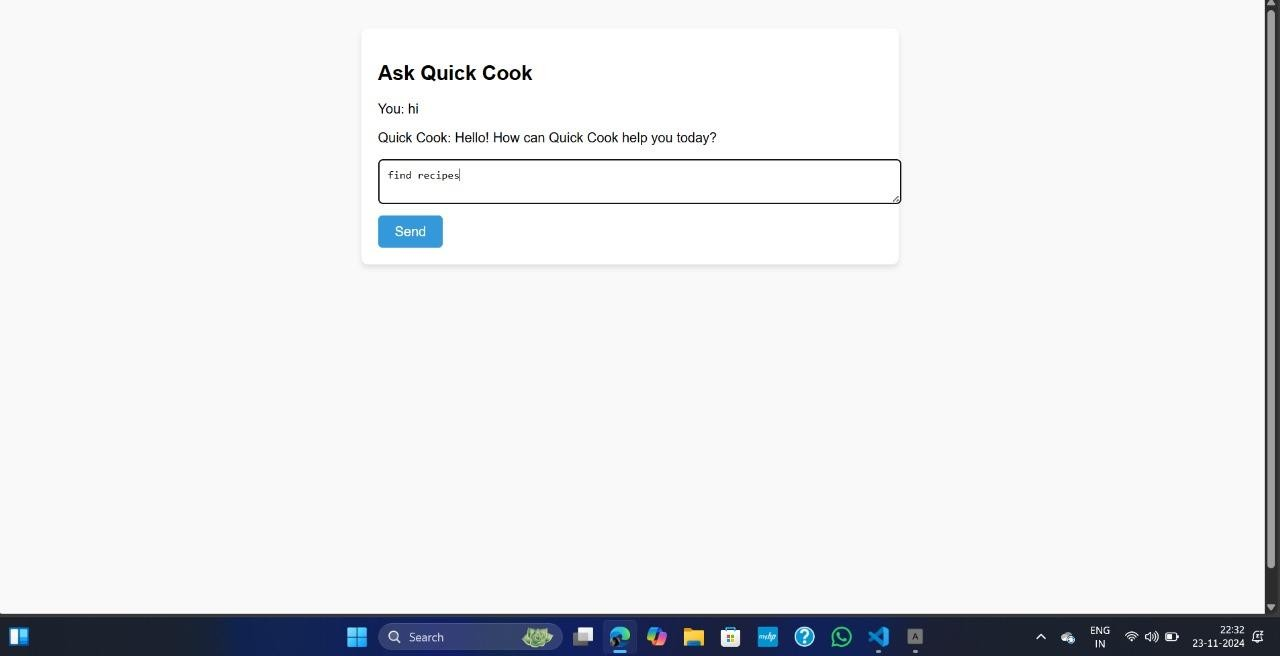 Ask Quick Cook
You: hi
Quick Cook: Hello! How can Quick Cook help you today?
find recipes
Send
Search
myhp
?
A
ENG
IN
22:32
23-11-2024